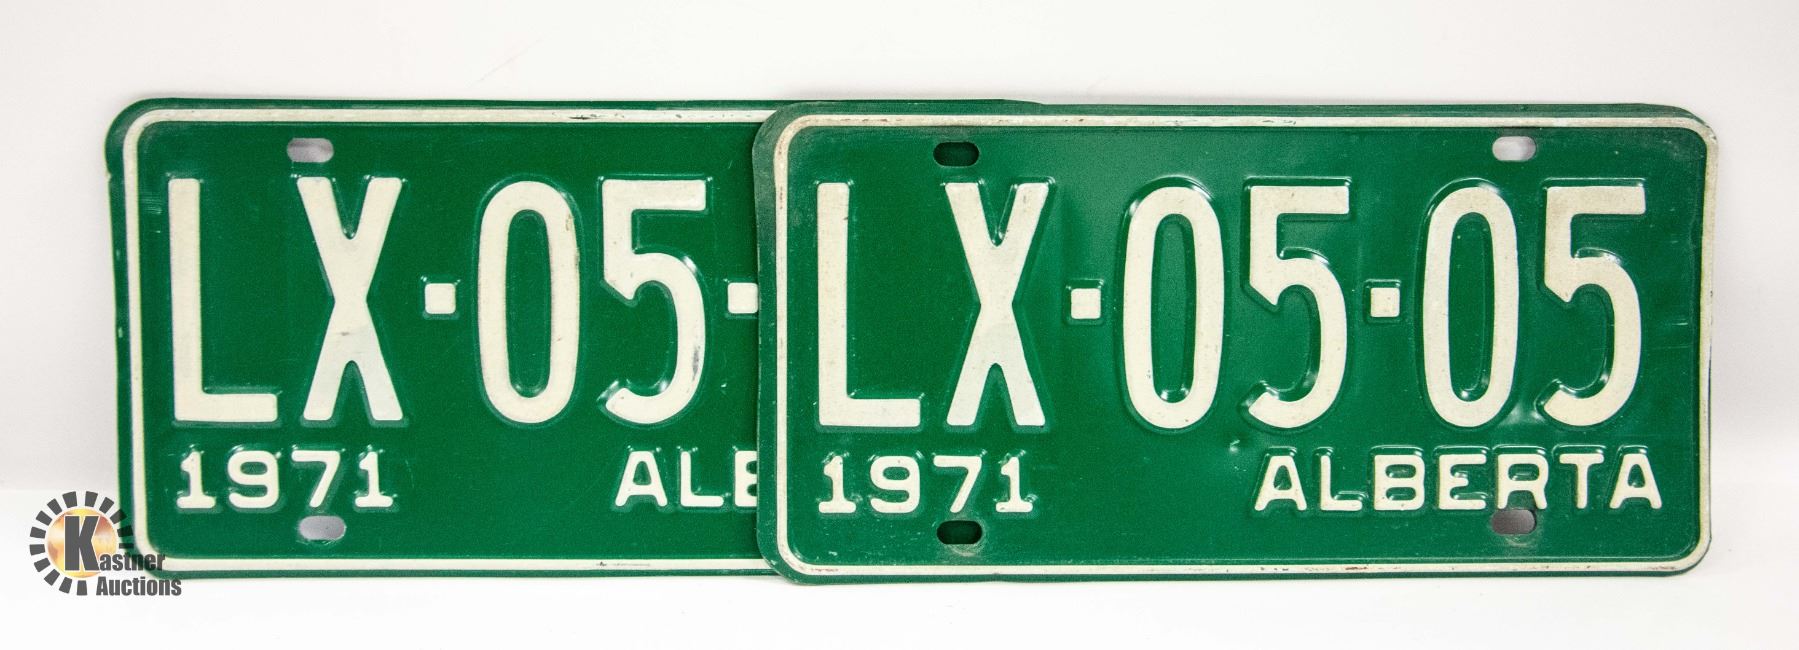 LX-05-
1971 ALB
LX-05-05
1971 ALBERTA
Kastner
Auctions